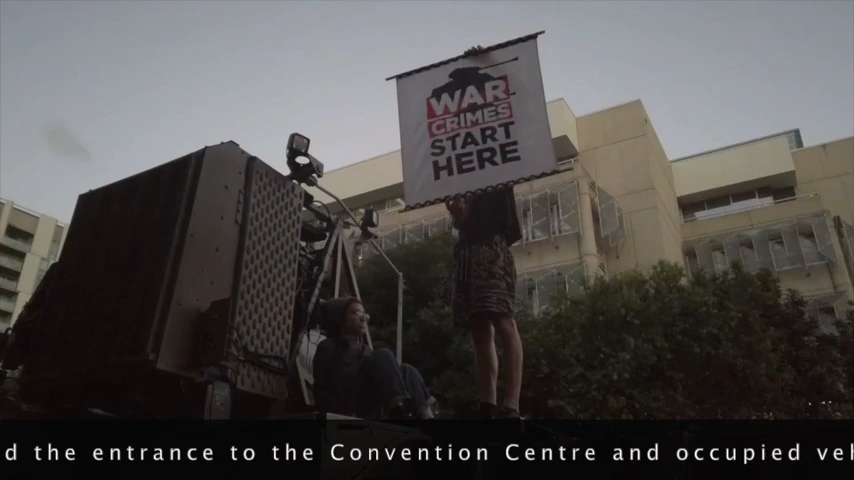 WAR
CRIMES
START
HERE
d the entrance to the Convention Centre and occupied veh